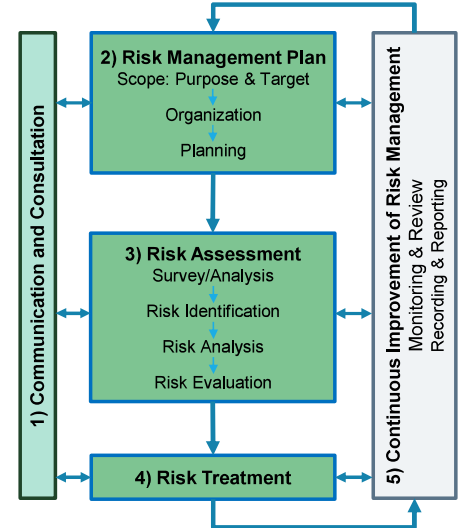 1) Communication and Consultation
2) Risk Management Plan
Scope: Purpose & Target
Organization
Planning
3) Risk Assessment
Survey/Analysis
Risk Identification
Risk Analysis
Risk Evaluation
4) Risk Treatment
5) Continuous Improvement of Risk Management
Monitoring & Review
Recording & Reporting